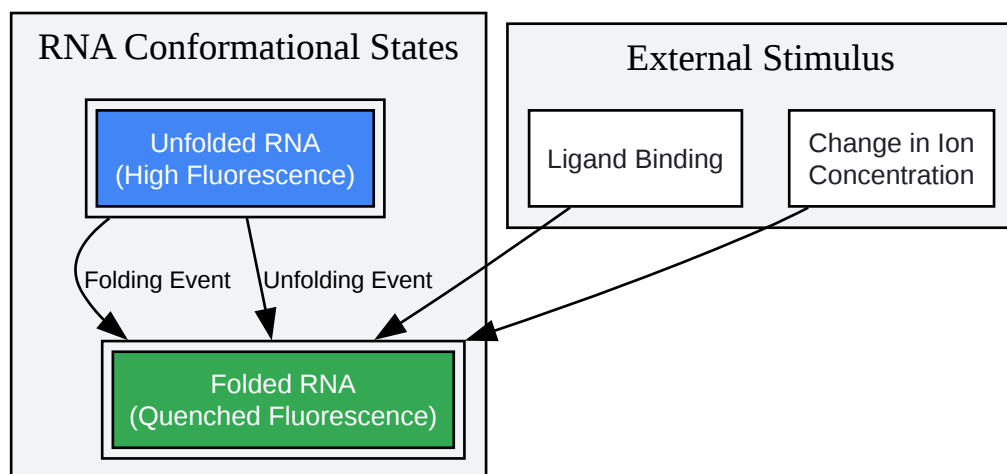 RNA Conformational States
External Stimulus
Unfolded RNA
(High Fluorescence)
Ligand Binding
Change in Ion
Concentration
Folding Event
Unfolding Event
Folded RNA
(Quenched Fluorescence)